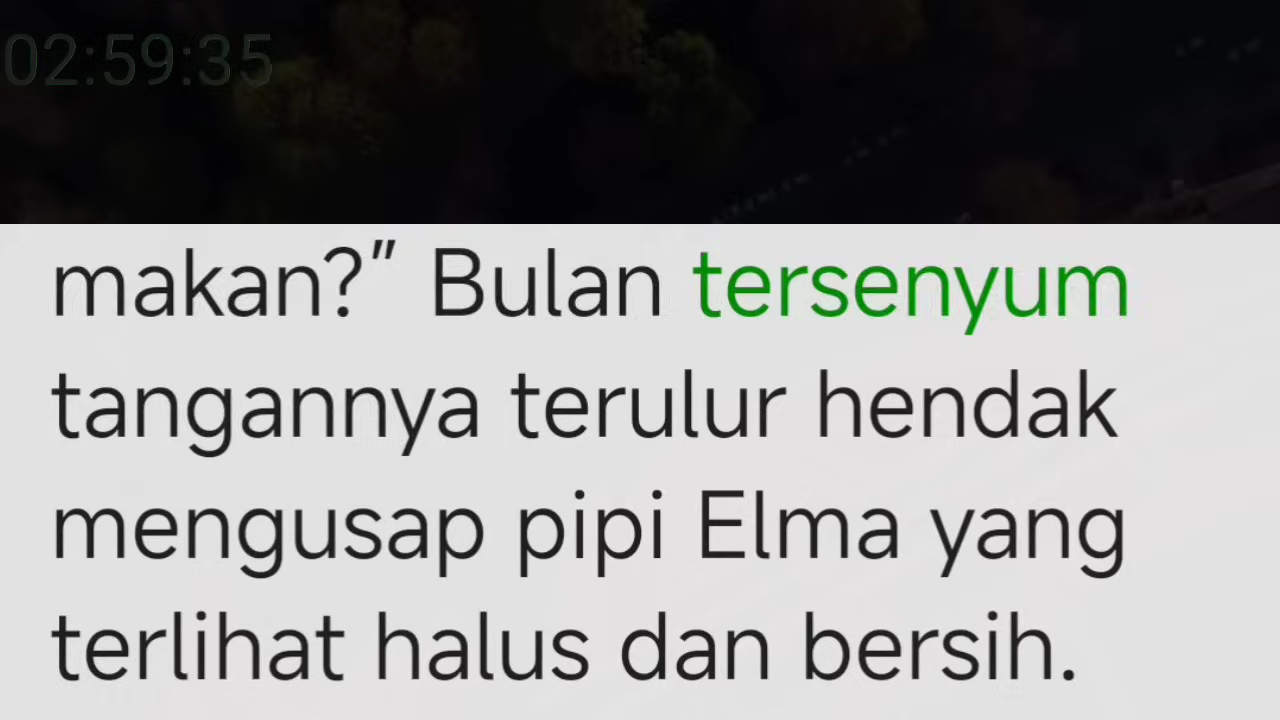 02:59:35
makan?" Bulan tersenyum
tangannya terulur hendak
mengusap pipi Elma yang
terlihat halus dan bersih.